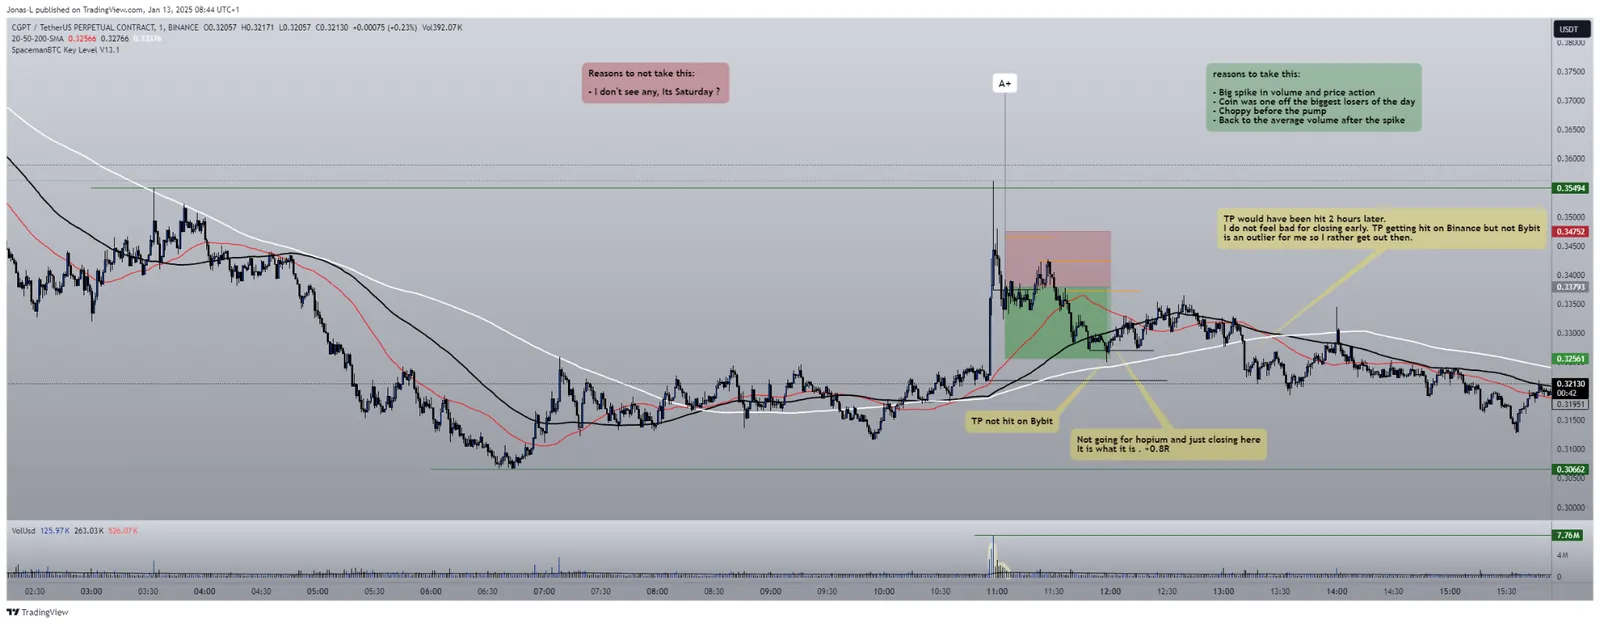 Jonas-L published on TradingView.com, Jan 13, 2025 08:44 UTC+1
CGPT / TetherUS PERPETUAL CONTRACT, 1, BINANCE O0.32057 H0.32171 L0.32057 C0.32130 +0.00075 (+0.23%) Vol392.07K
20-50-200-SMA 0.32566 0.32766
SpacemanBTC Key Level V13.1
Reasons to not take this:
- I don't see any, Its Saturday ?
A+
reasons to take this:
- Big spike in volume and price action
- Coin was one off the biggest losers of the day
- Choppy before the pump
- Back to the average volume after the spike
TP would have been hit 2 hours later.
I do not feel bad for closing early. TP getting hit on Binance but not Bybit
is an outlier for me so I rather get out then.
TP not hit on Bybit
Not going for hopium and just closing here
It is what it is . +0.8R
USDT
0.38000
0.37500
0.37000
0.36500
0.36000
0.35494
0.35000
0.34752
0.34500
0.34000
0.33793
0.33500
0.33000
0.32561
0.32130
00:42
0.31951
0.31500
0.31000
0.30662
0.30500
0.30000
VolUsd 125.97K 263.03K 526.07K
7.76M
4M
0
02:30 03:00 03:30 04:00 04:30 05:00 05:30 06:00 06:30 07:00 07:30 08:00 08:30 09:00 09:30 10:00 10:30 11:00 11:30 12:00 12:30 13:00 13:30 14:00 14:30 15:00 15:30
TradingView